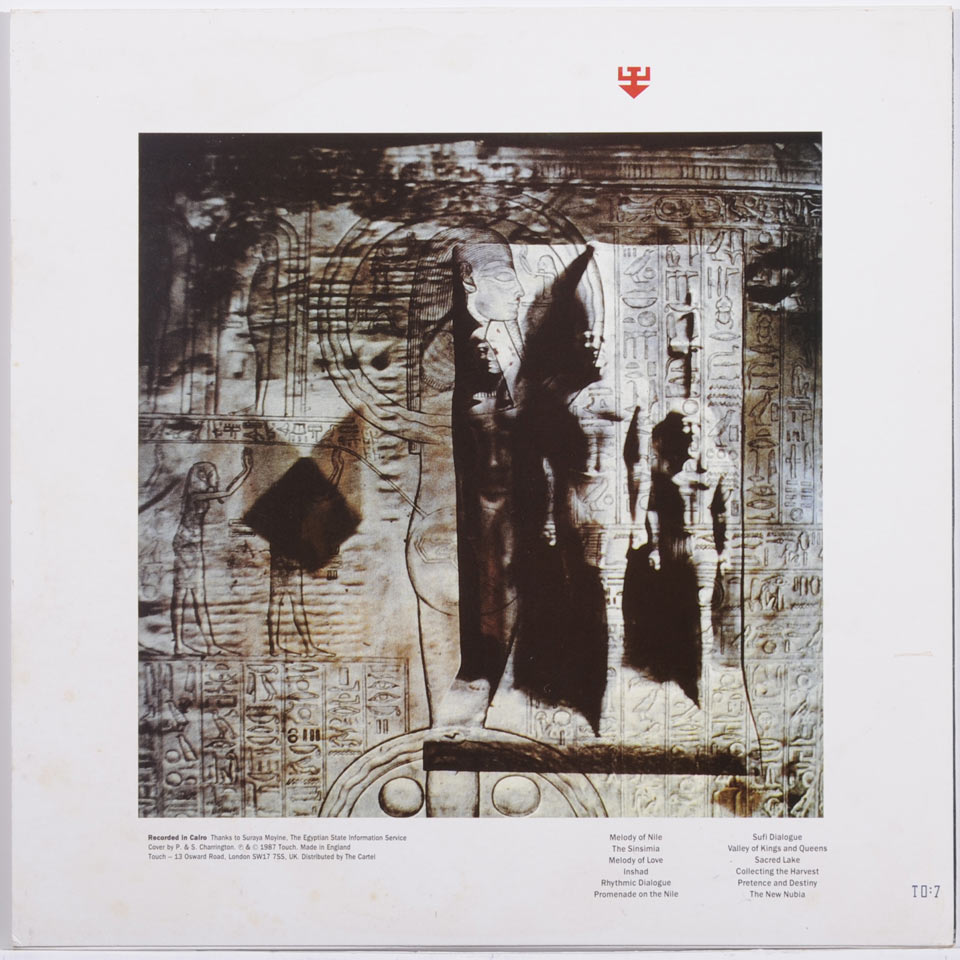 Recorded in Cairo Thanks to Suraya Moyine, The Egyptian State Information Service
Cover by P. & S. Charrington. ℗ & © 1987 Touch. Made in England
Touch – 13 Osward Road, London SW17 7SS, UK. Distributed by The Cartel
Melody of Nile
The Sinsimia
Melody of Love
Inshad
Rhythmic Dialogue
Promenade on the Nile
Sufi Dialogue
Valley of Kings and Queens
Sacred Lake
Collecting the Harvest
Pretence and Destiny
The New Nubia
TO:7